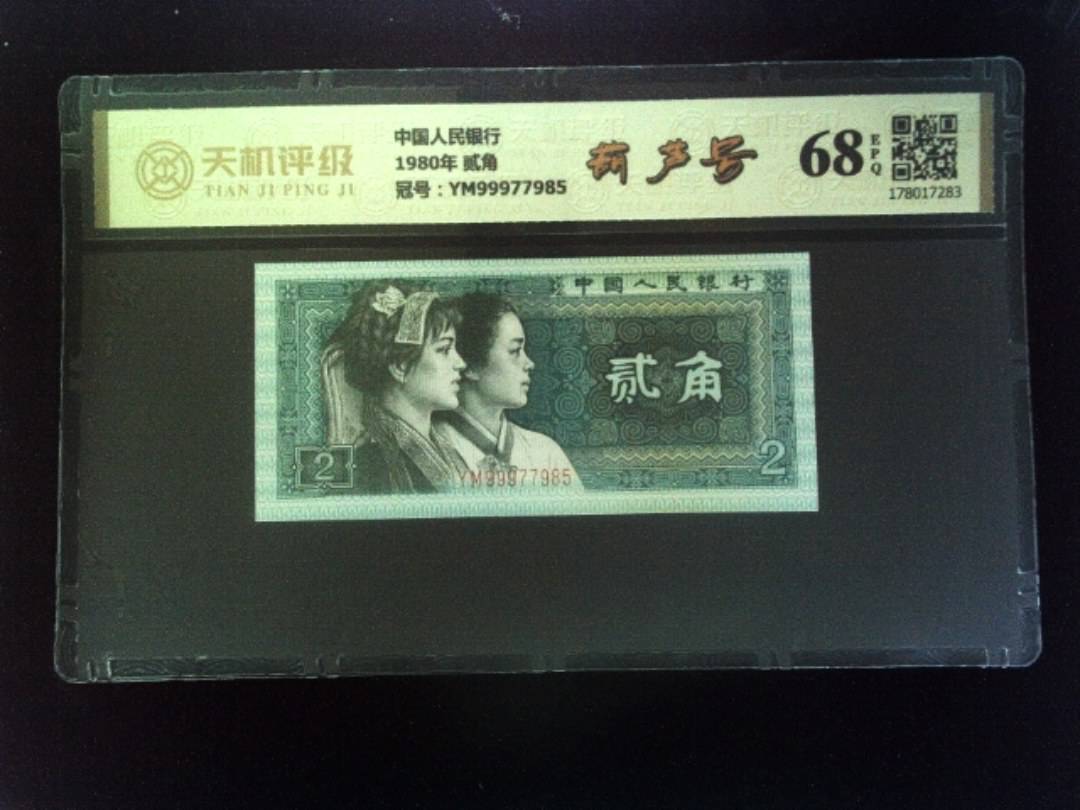 天机评级
TIAN JI PING JI
中国人民银行
1980年 贰角
冠号：YM99977985
葫芦号
68
EPQ
178017283
中國人民銀行
贰角
2
2
YM99977985